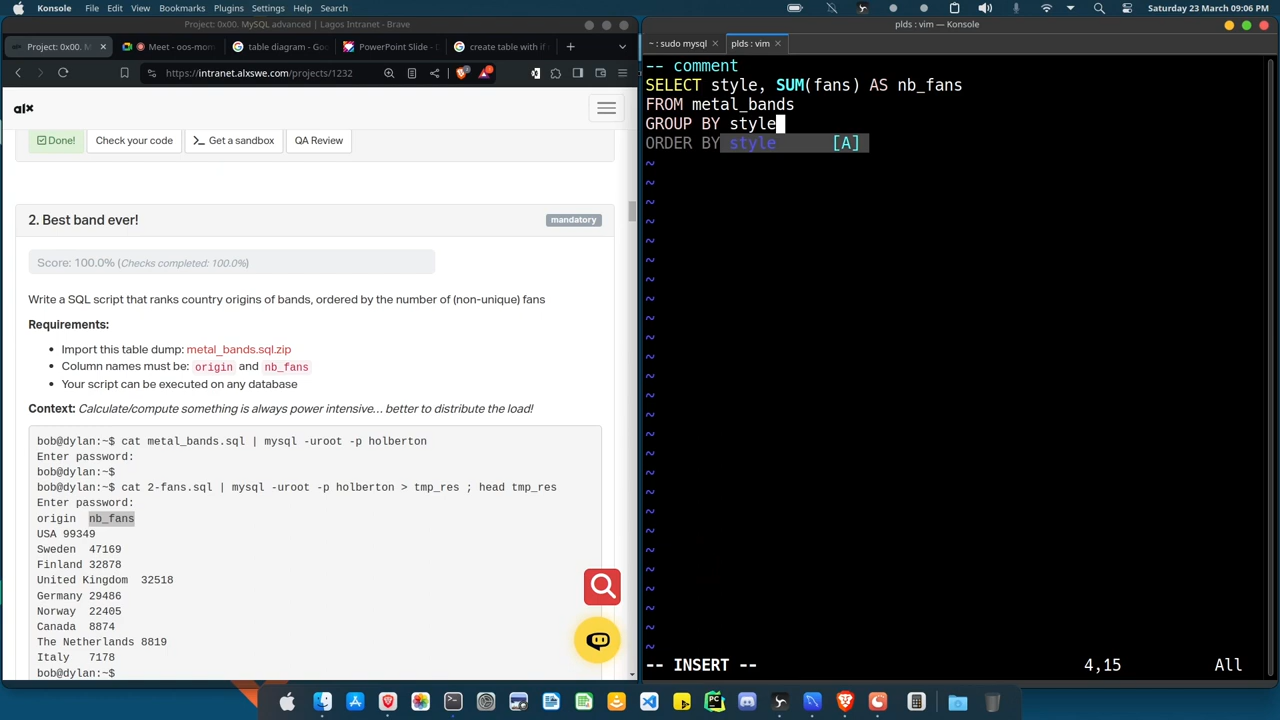 Konsole File Edit View Bookmarks Plugins Settings Help Search Saturday 23 March 09:06 PM
Project: 0x00. MySQL advanced | Lagos Intranet - Brave
plds : vim — Konsole
Project: 0x00. M Meet - oos-mom table diagram - Goo PowerPoint Slide - D create table with if s
~ : sudo mysql plds : vim
https://intranet.alxswe.com/projects/1232
-- comment
SELECT style, SUM(fans) AS nb_fans
FROM metal_bands
GROUP BY style
ORDER BY style [A]
alx
Done! Check your code Get a sandbox QA Review
2. Best band ever! mandatory
Score: 100.0% (Checks completed: 100.0%)
Write a SQL script that ranks country origins of bands, ordered by the number of (non-unique) fans
Requirements:
Import this table dump: metal_bands.sql.zip
Column names must be: origin and nb_fans
Your script can be executed on any database
Context: Calculate/compute something is always power intensive… better to distribute the load!
bob@dylan:~$ cat metal_bands.sql | mysql -uroot -p holberton
Enter password:
bob@dylan:~$
bob@dylan:~$ cat 2-fans.sql | mysql -uroot -p holberton > tmp_res ; head tmp_res
Enter password:
origin nb_fans
USA 99349
Sweden 47169
Finland 32878
United Kingdom 32518
Germany 29486
Norway 22405
Canada 8874
The Netherlands 8819
Italy 7178
bob@dylan:~$
-- INSERT -- 4,15 All